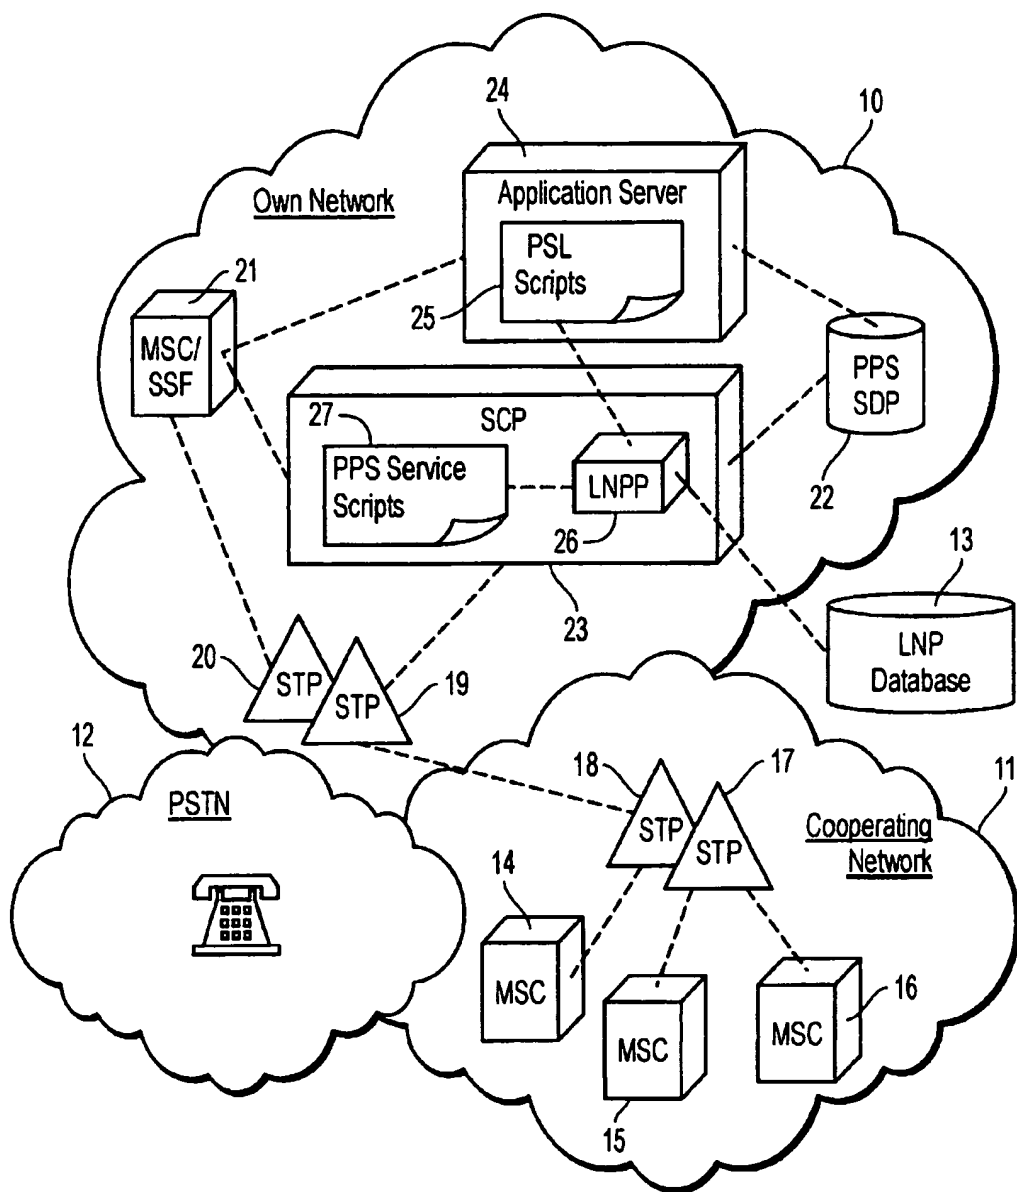 24
10
Own Network
Application Server
PSL
Scripts
25
21
MSC/
SSF
PPS
SDP
22
SCP
27
PPS Service
Scripts
LNPP
26
23
13
LNP
Database
20
STP
STP
19
12
PSTN
18
17
11
STP
STP
Cooperating
Network
14
MSC
15
MSC
16
MSC